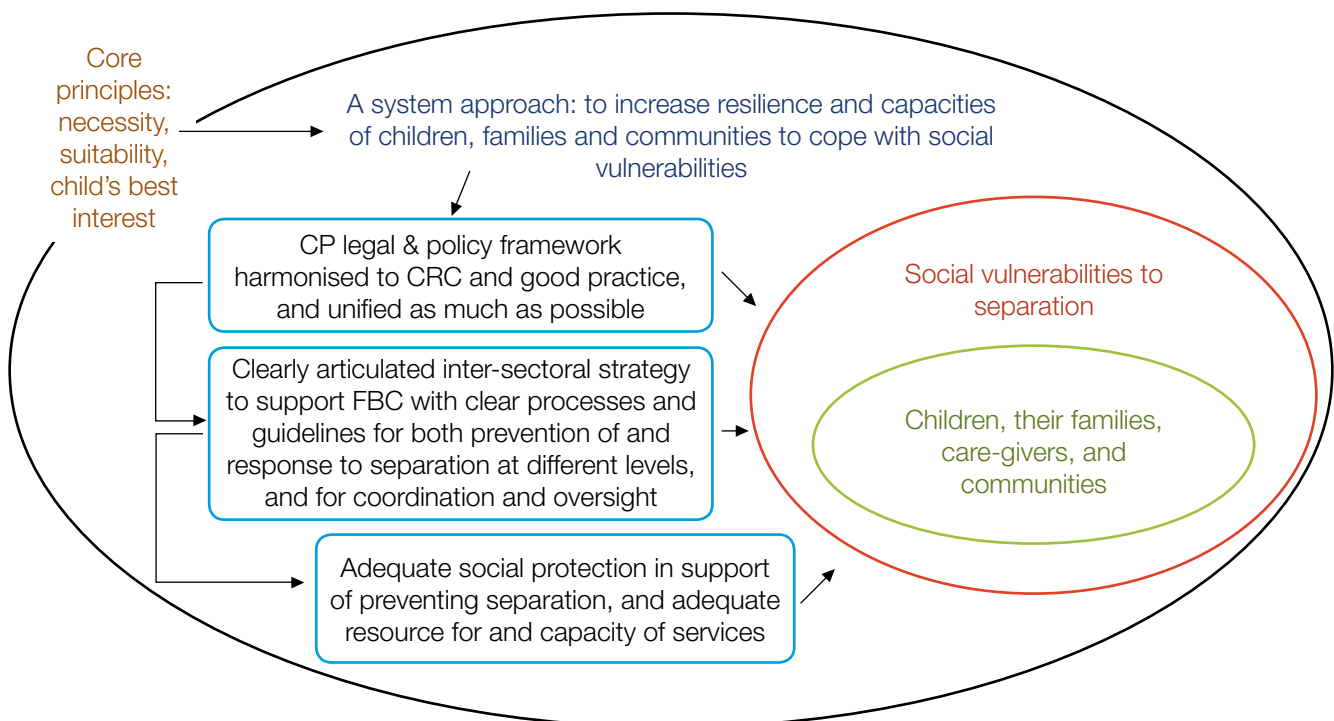 Core
principles:
necessity,
suitability,
child’s best
interest
A system approach: to increase resilience and capacities
of children, families and communities to cope with social
vulnerabilities
CP legal & policy framework
harmonised to CRC and good practice,
and unified as much as possible
Clearly articulated inter-sectoral strategy
to support FBC with clear processes and
guidelines for both prevention of and
response to separation at different levels,
and for coordination and oversight
Adequate social protection in support
of preventing separation, and adequate
resource for and capacity of services
Social vulnerabilities to
separation
Children, their families,
care-givers, and
communities